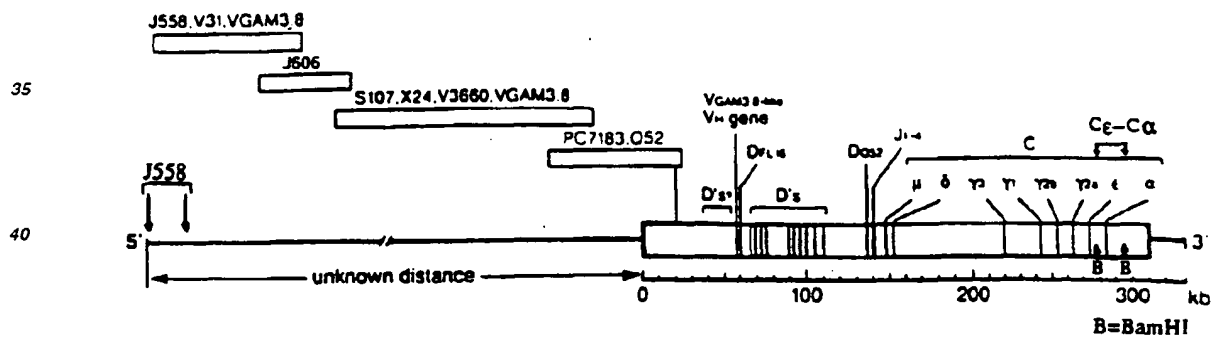 J558.V31.VGAM3.8
35
J606
S107.X24.V3660.VGAM3.8
VGAM3.8-like
VH gene
PC7183.Q52
DFL16
DQ52
J1-4
C
Cε-Cα
J558
D's?
D's
μ δ γ3 γ1 γ2b γ2a ε α
40
5' 3'
B B
unknown distance
0 100 200 300 kb
B=BamHI